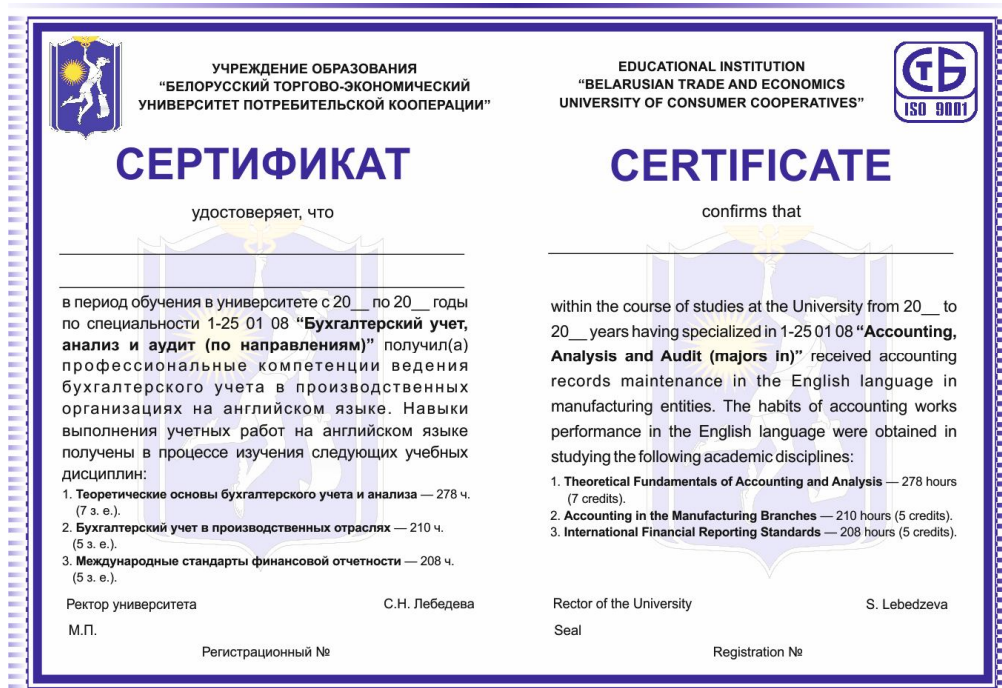 УЧРЕЖДЕНИЕ ОБРАЗОВАНИЯ
“БЕЛОРУССКИЙ ТОРГОВО-ЭКОНОМИЧЕСКИЙ
УНИВЕРСИТЕТ ПОТРЕБИТЕЛЬСКОЙ КООПЕРАЦИИ”
СЕРТИФИКАТ
удостоверяет, что
в период обучения в университете с 20__ по 20__ годы
по специальности 1-25 01 08 “Бухгалтерский учет,
анализ и аудит (по направлениям)” получил(а)
профессиональные компетенции ведения
бухгалтерского учета в производственных
организациях на английском языке. Навыки
выполнения учетных работ на английском языке
получены в процессе изучения следующих учебных
дисциплин:
1. Теоретические основы бухгалтерского учета и анализа — 278 ч.
(7 з. е.).
2. Бухгалтерский учет в производственных отраслях — 210 ч.
(5 з. е.).
3. Международные стандарты финансовой отчетности — 208 ч.
(5 з. е.).
Ректор университета С.Н. Лебедева
М.П.
Регистрационный №
EDUCATIONAL INSTITUTION
“BELARUSIAN TRADE AND ECONOMICS
UNIVERSITY OF CONSUMER COOPERATIVES”
СТБ
ISO 9001
CERTIFICATE
confirms that
within the course of studies at the University from 20__ to
20__ years having specialized in 1-25 01 08 “Accounting,
Analysis and Audit (majors in)” received accounting
records maintenance in the English language in
manufacturing entities. The habits of accounting works
performance in the English language were obtained in
studying the following academic disciplines:
1. Theoretical Fundamentals of Accounting and Analysis — 278 hours
(7 credits).
2. Accounting in the Manufacturing Branches — 210 hours (5 credits).
3. International Financial Reporting Standards — 208 hours (5 credits).
Rector of the University S. Lebedzeva
Seal
Registration №